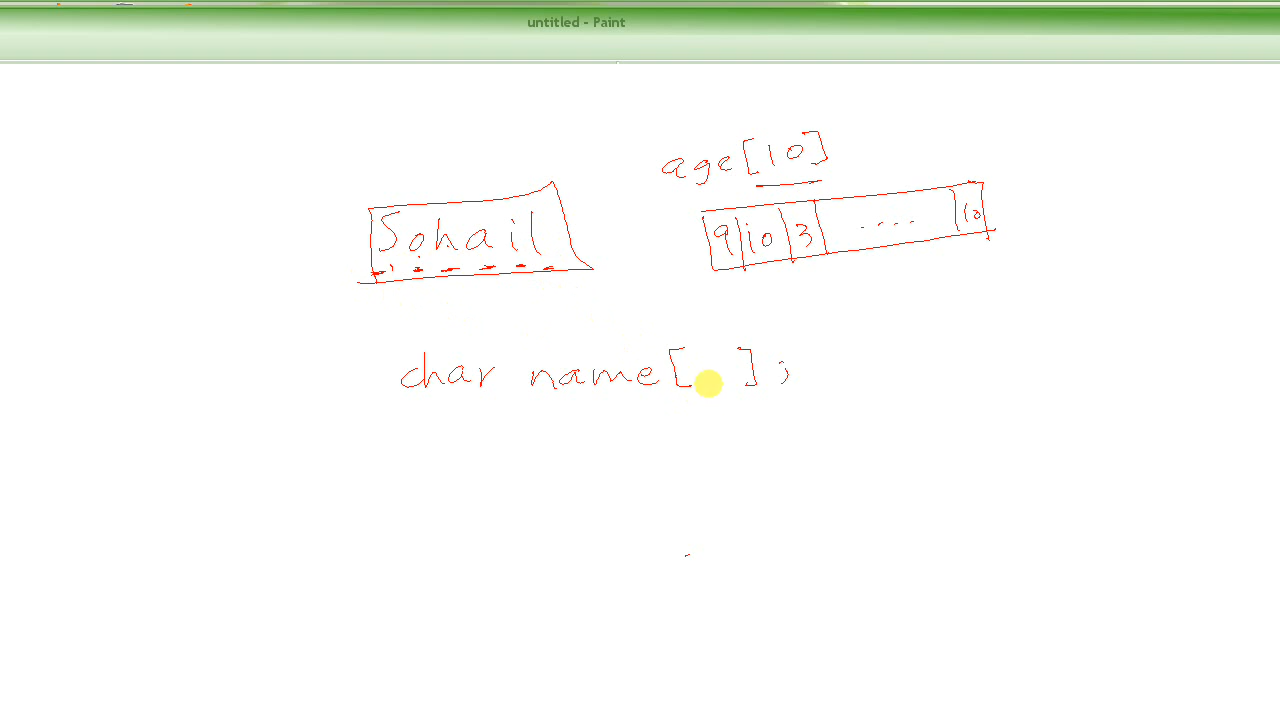 untitled - Paint
age[10]
Sohail
9 10 3 .... 10
char name[ ];